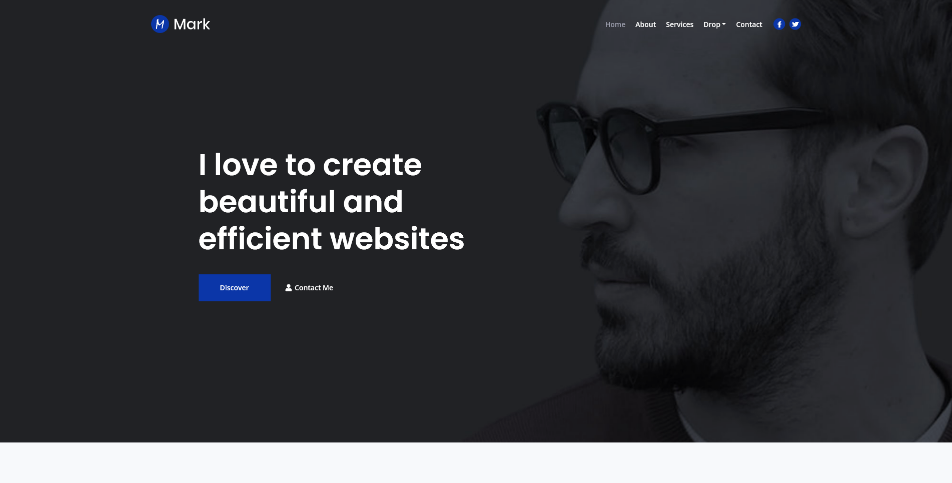 M Mark
Home About Services Drop Contact
I love to create
beautiful and
efficient websites
Discover Contact Me